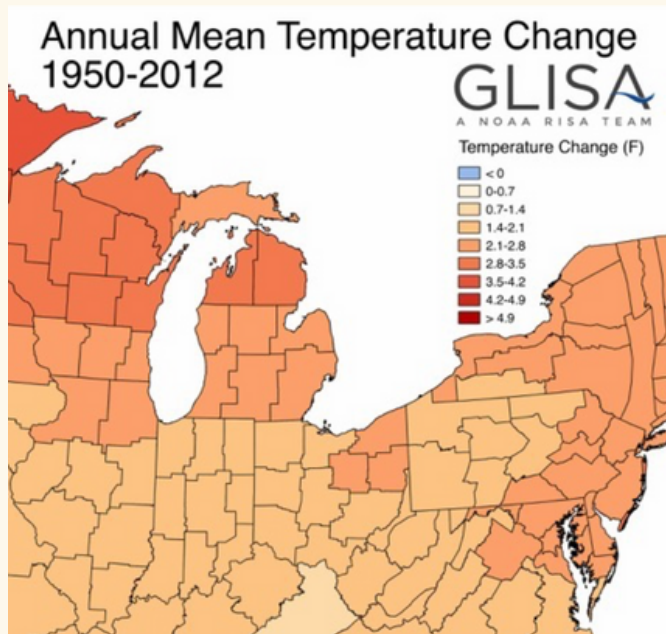 Annual Mean Temperature Change
1950-2012
GLISA
A NOAA RISA TEAM
Temperature Change (F)
< 0
0-0.7
0.7-1.4
1.4-2.1
2.1-2.8
2.8-3.5
3.5-4.2
4.2-4.9
> 4.9